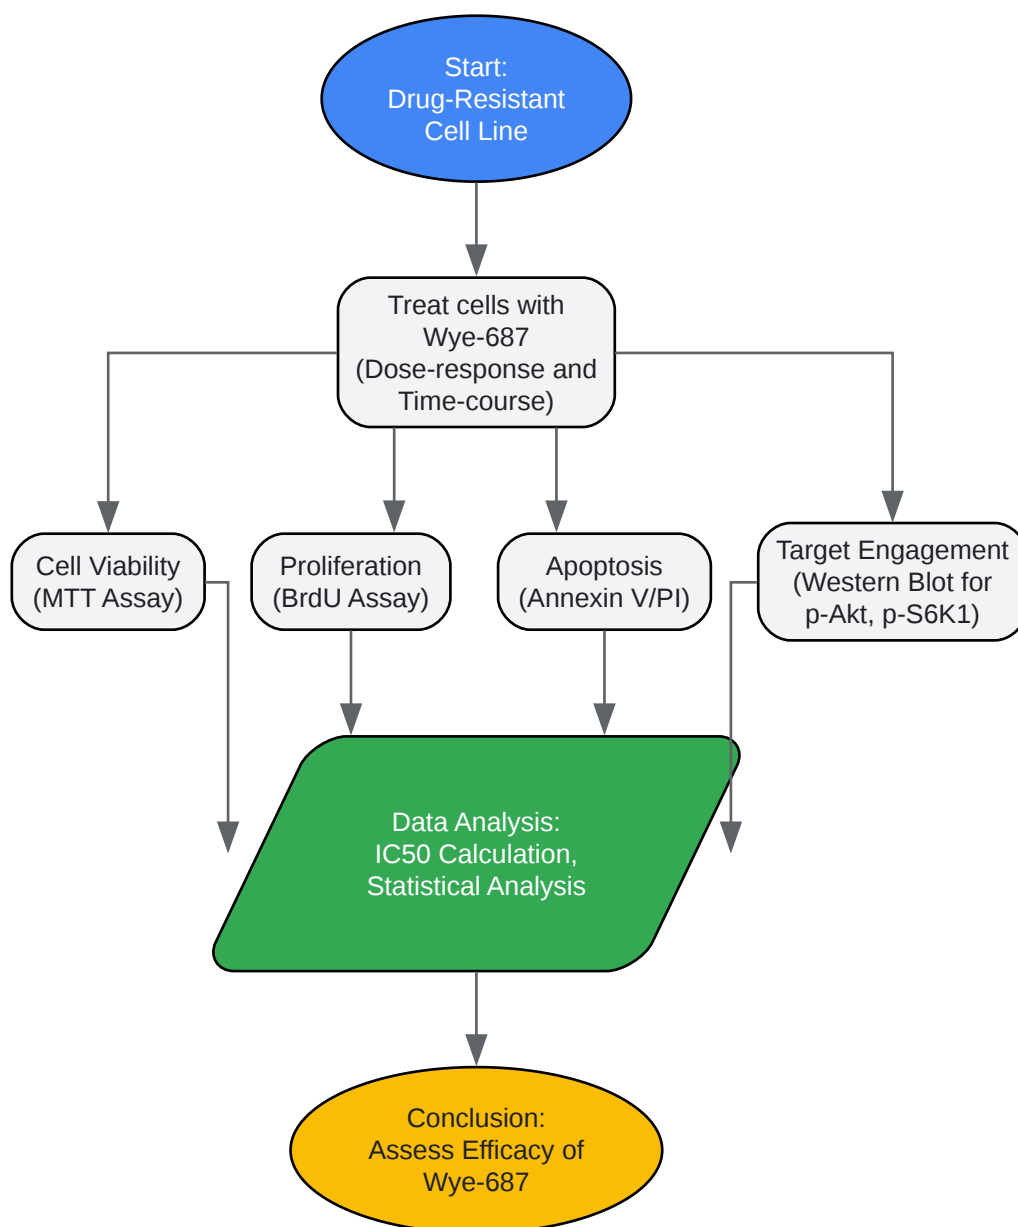 Start:
Drug-Resistant
Cell Line
Treat cells with
Wye-687
(Dose-response and
Time-course)
Cell Viability
(MTT Assay)
Proliferation
(BrdU Assay)
Apoptosis
(Annexin V/PI)
Target Engagement
(Western Blot for
p-Akt, p-S6K1)
Data Analysis:
IC50 Calculation,
Statistical Analysis
Conclusion:
Assess Efficacy of
Wye-687